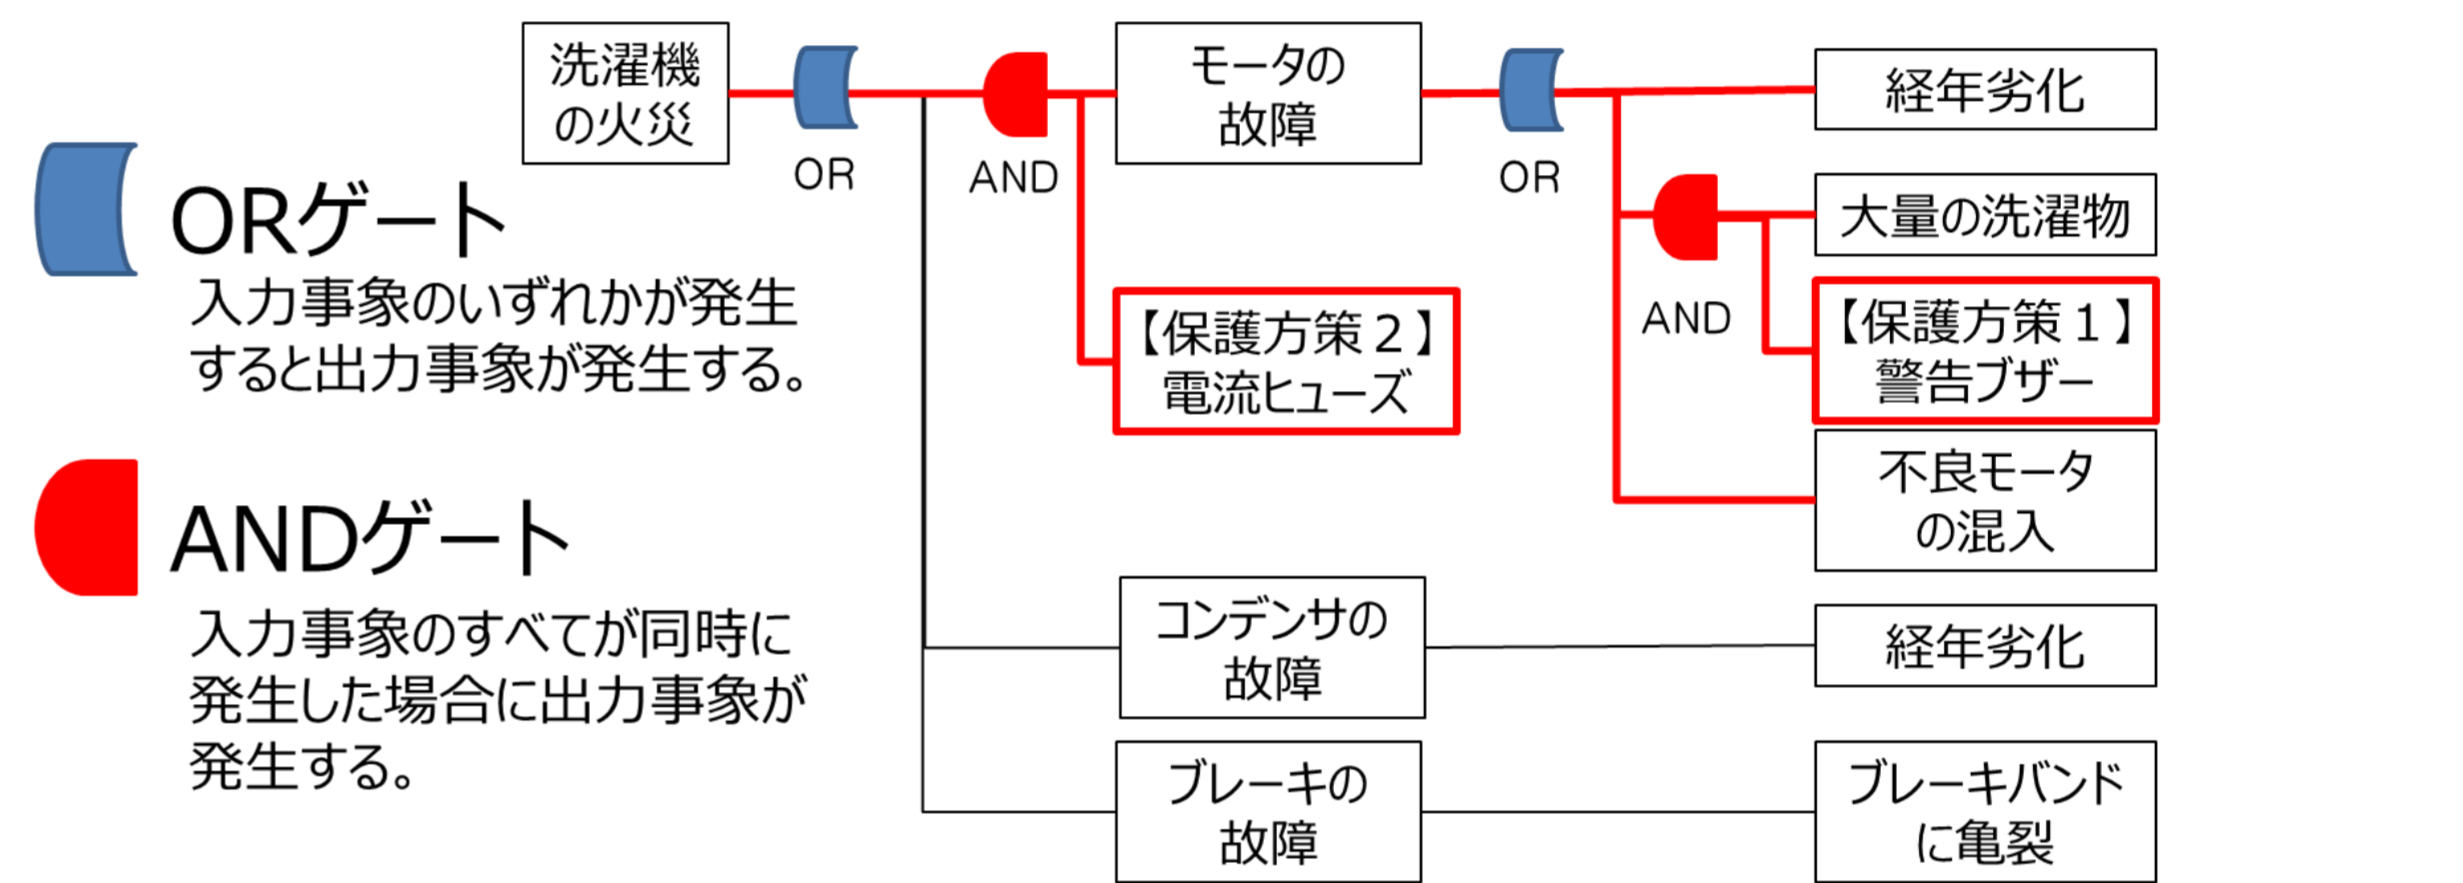 洗濯機
の火災
OR
AND
モータの
故障
OR
経年劣化
大量の洗濯物
AND
【保護方策1】
警告ブザー
【保護方策2】
電流ヒューズ
不良モータ
の混入
コンデンサの
故障
経年劣化
ブレーキの
故障
ブレーキバンド
に亀裂
ORゲート
入力事象のいずれかが発生
すると出力事象が発生する。
ANDゲート
入力事象のすべてが同時に
発生した場合に出力事象が
発生する。